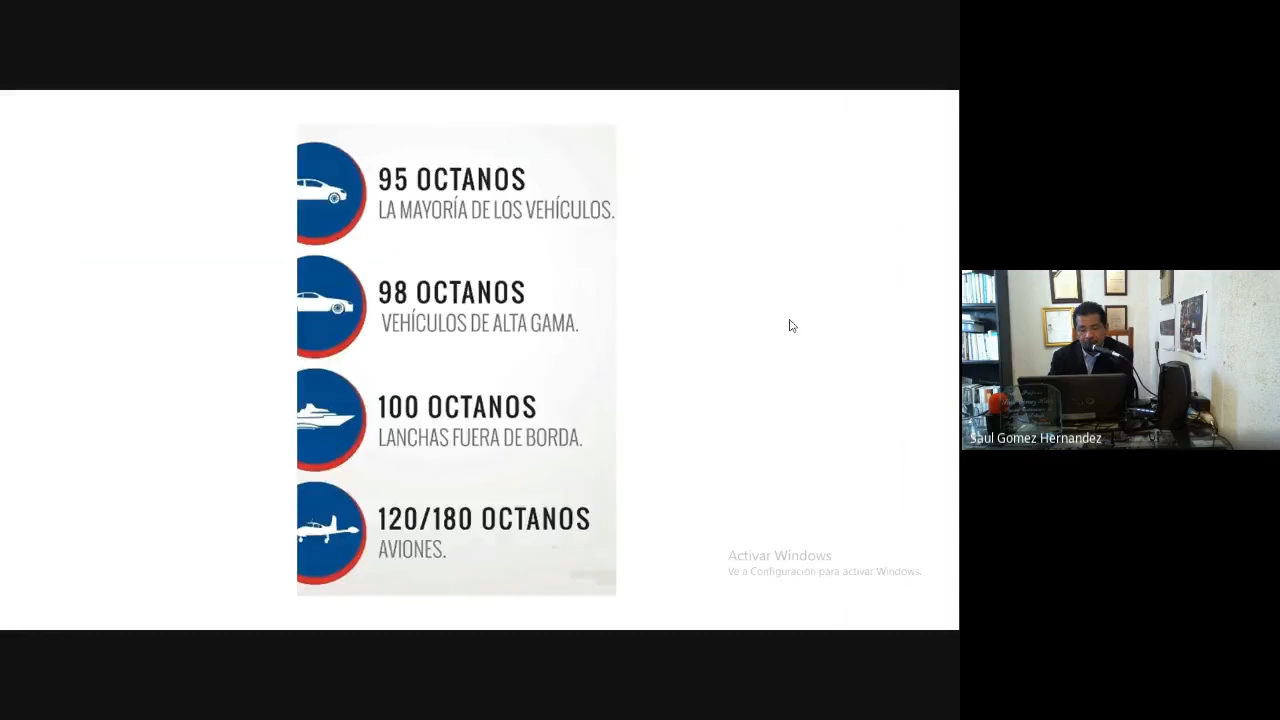 95 OCTANOS
LA MAYORÍA DE LOS VEHÍCULOS.
98 OCTANOS
VEHÍCULOS DE ALTA GAMA.
100 OCTANOS
LANCHAS FUERA DE BORDA.
120/180 OCTANOS
AVIONES.
Activar Windows
Ve a Configuración para activar Windows.
Saul Gomez Hernandez